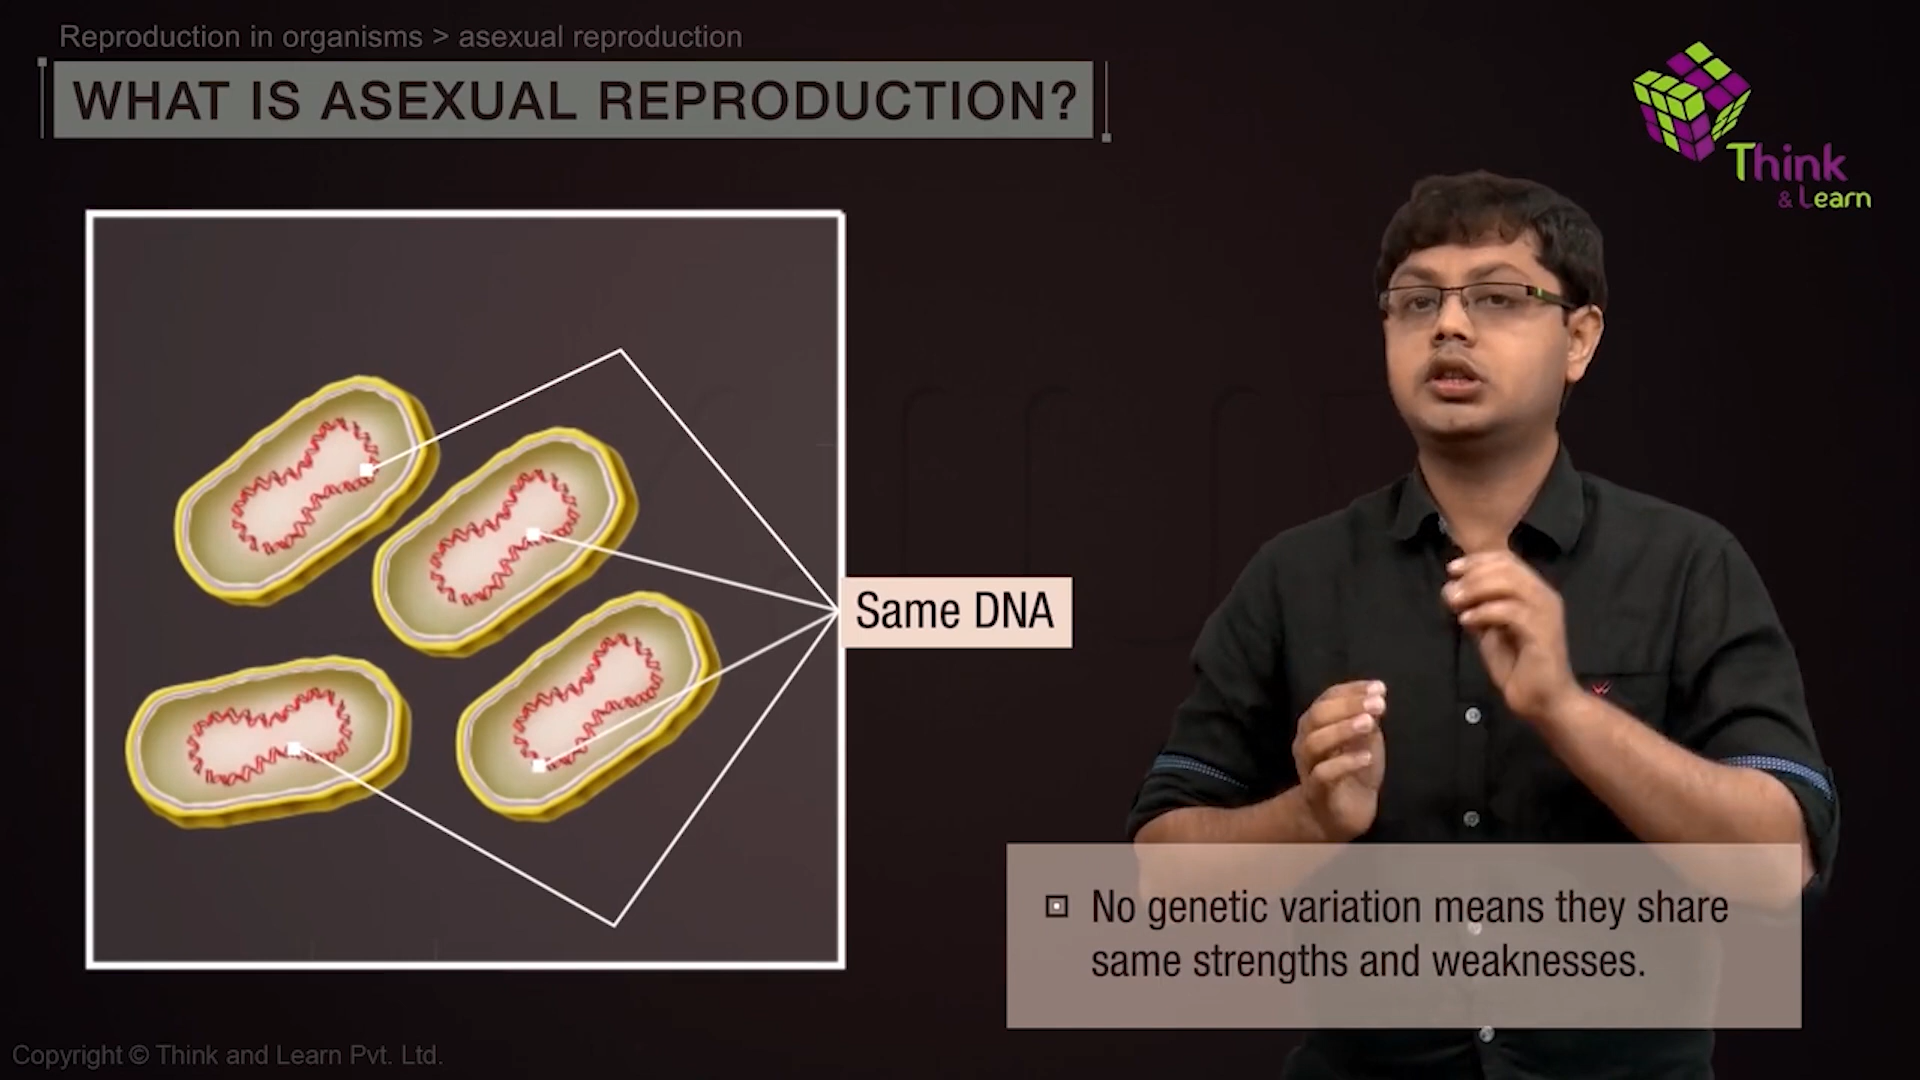 Reproduction in organisms > asexual reproduction
WHAT IS ASEXUAL REPRODUCTION?
Think
& Learn
Same DNA
No genetic variation means they share
same strengths and weaknesses.
Copyright © Think and Learn Pvt. Ltd.